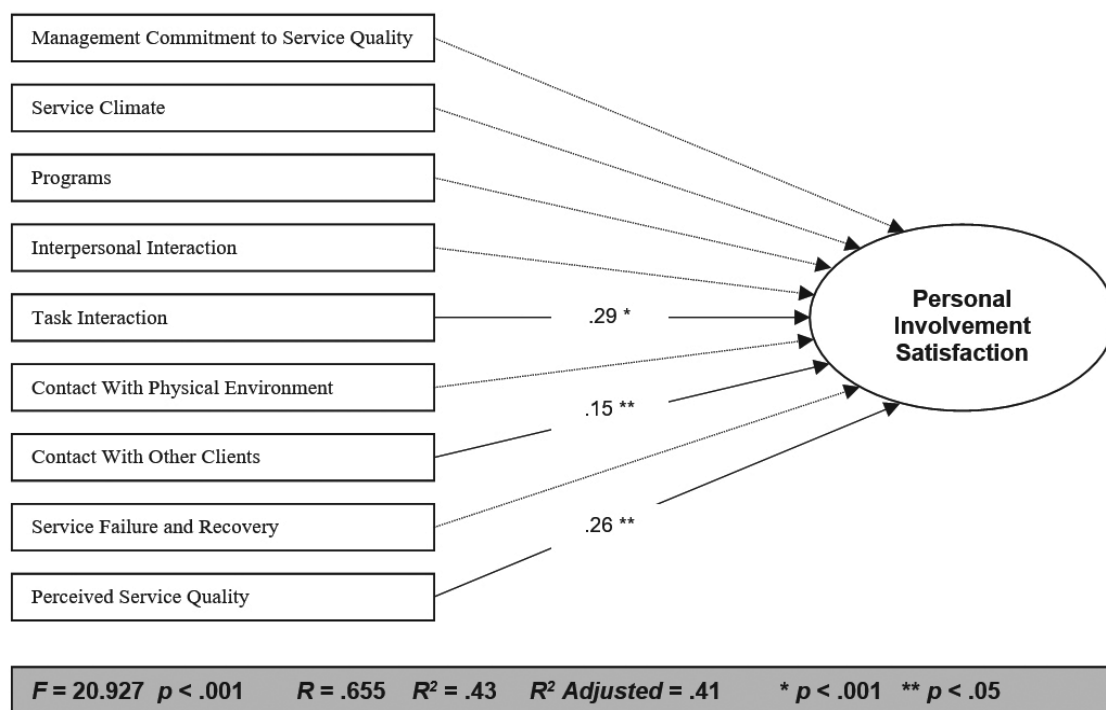 Management Commitment to Service Quality
Service Climate
Programs
Interpersonal Interaction
Task Interaction
.29 *
Contact With Physical Environment
.15 **
Contact With Other Clients
Service Failure and Recovery
.26 **
Perceived Service Quality
Personal
Involvement
Satisfaction
F = 20.927 p < .001 R = .655 R² = .43 R² Adjusted = .41 * p < .001 ** p < .05